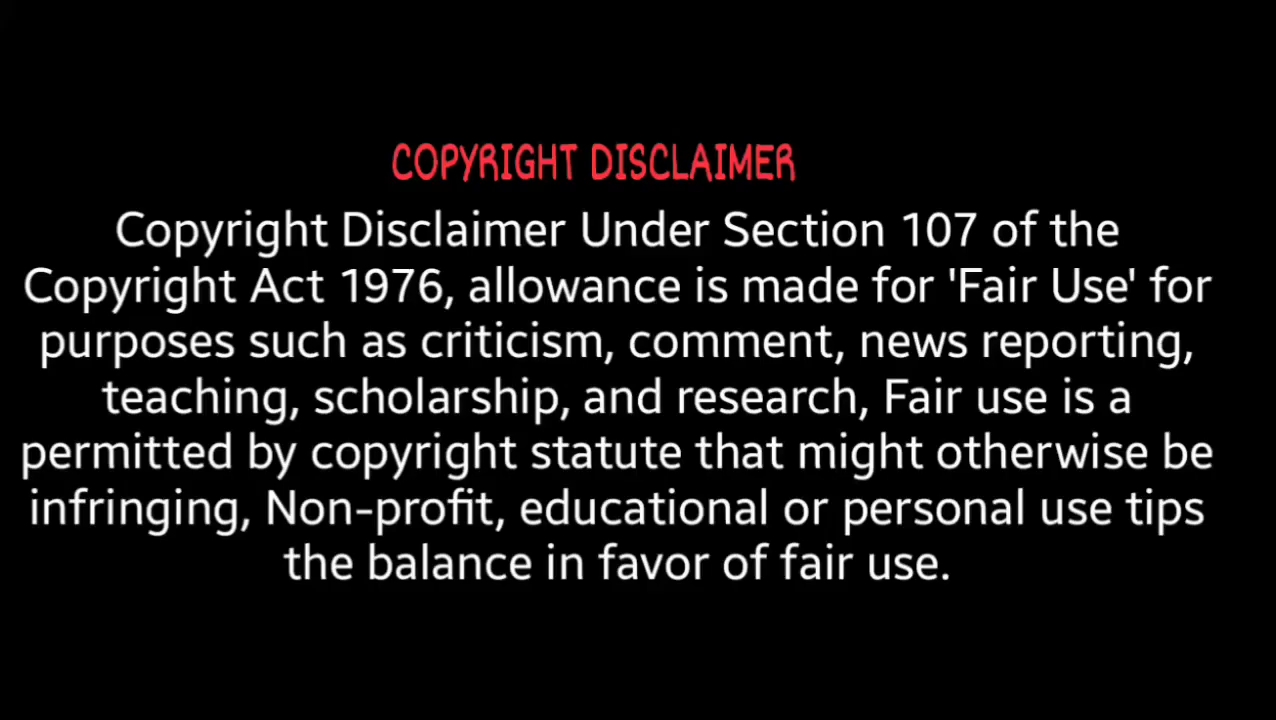 COPYRIGHT DISCLAIMER
Copyright Disclaimer Under Section 107 of the
Copyright Act 1976, allowance is made for 'Fair Use' for
purposes such as criticism, comment, news reporting,
teaching, scholarship, and research, Fair use is a
permitted by copyright statute that might otherwise be
infringing, Non-profit, educational or personal use tips
the balance in favor of fair use.